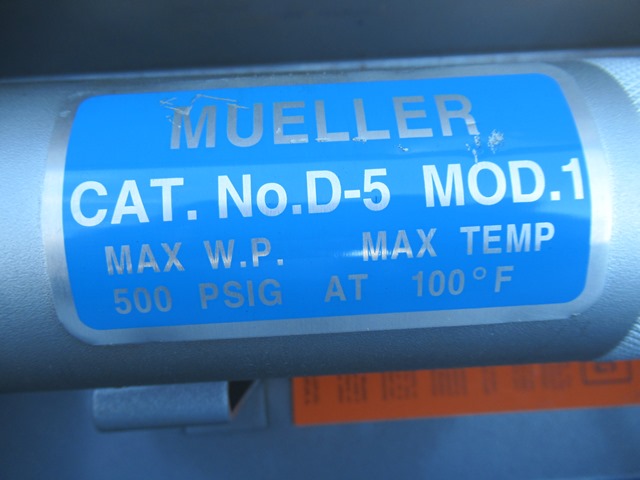 MUELLER
CAT. No.D-5 MOD.1
MAX W.P. MAX TEMP
500 PSIG AT 100°F